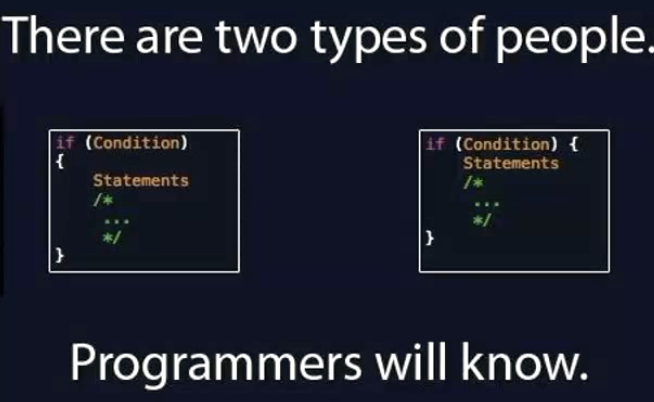 There are two types of people.
if (Condition)
{
Statements
/*
...
*/
}
if (Condition) {
Statements
/*
...
*/
}
Programmers will know.